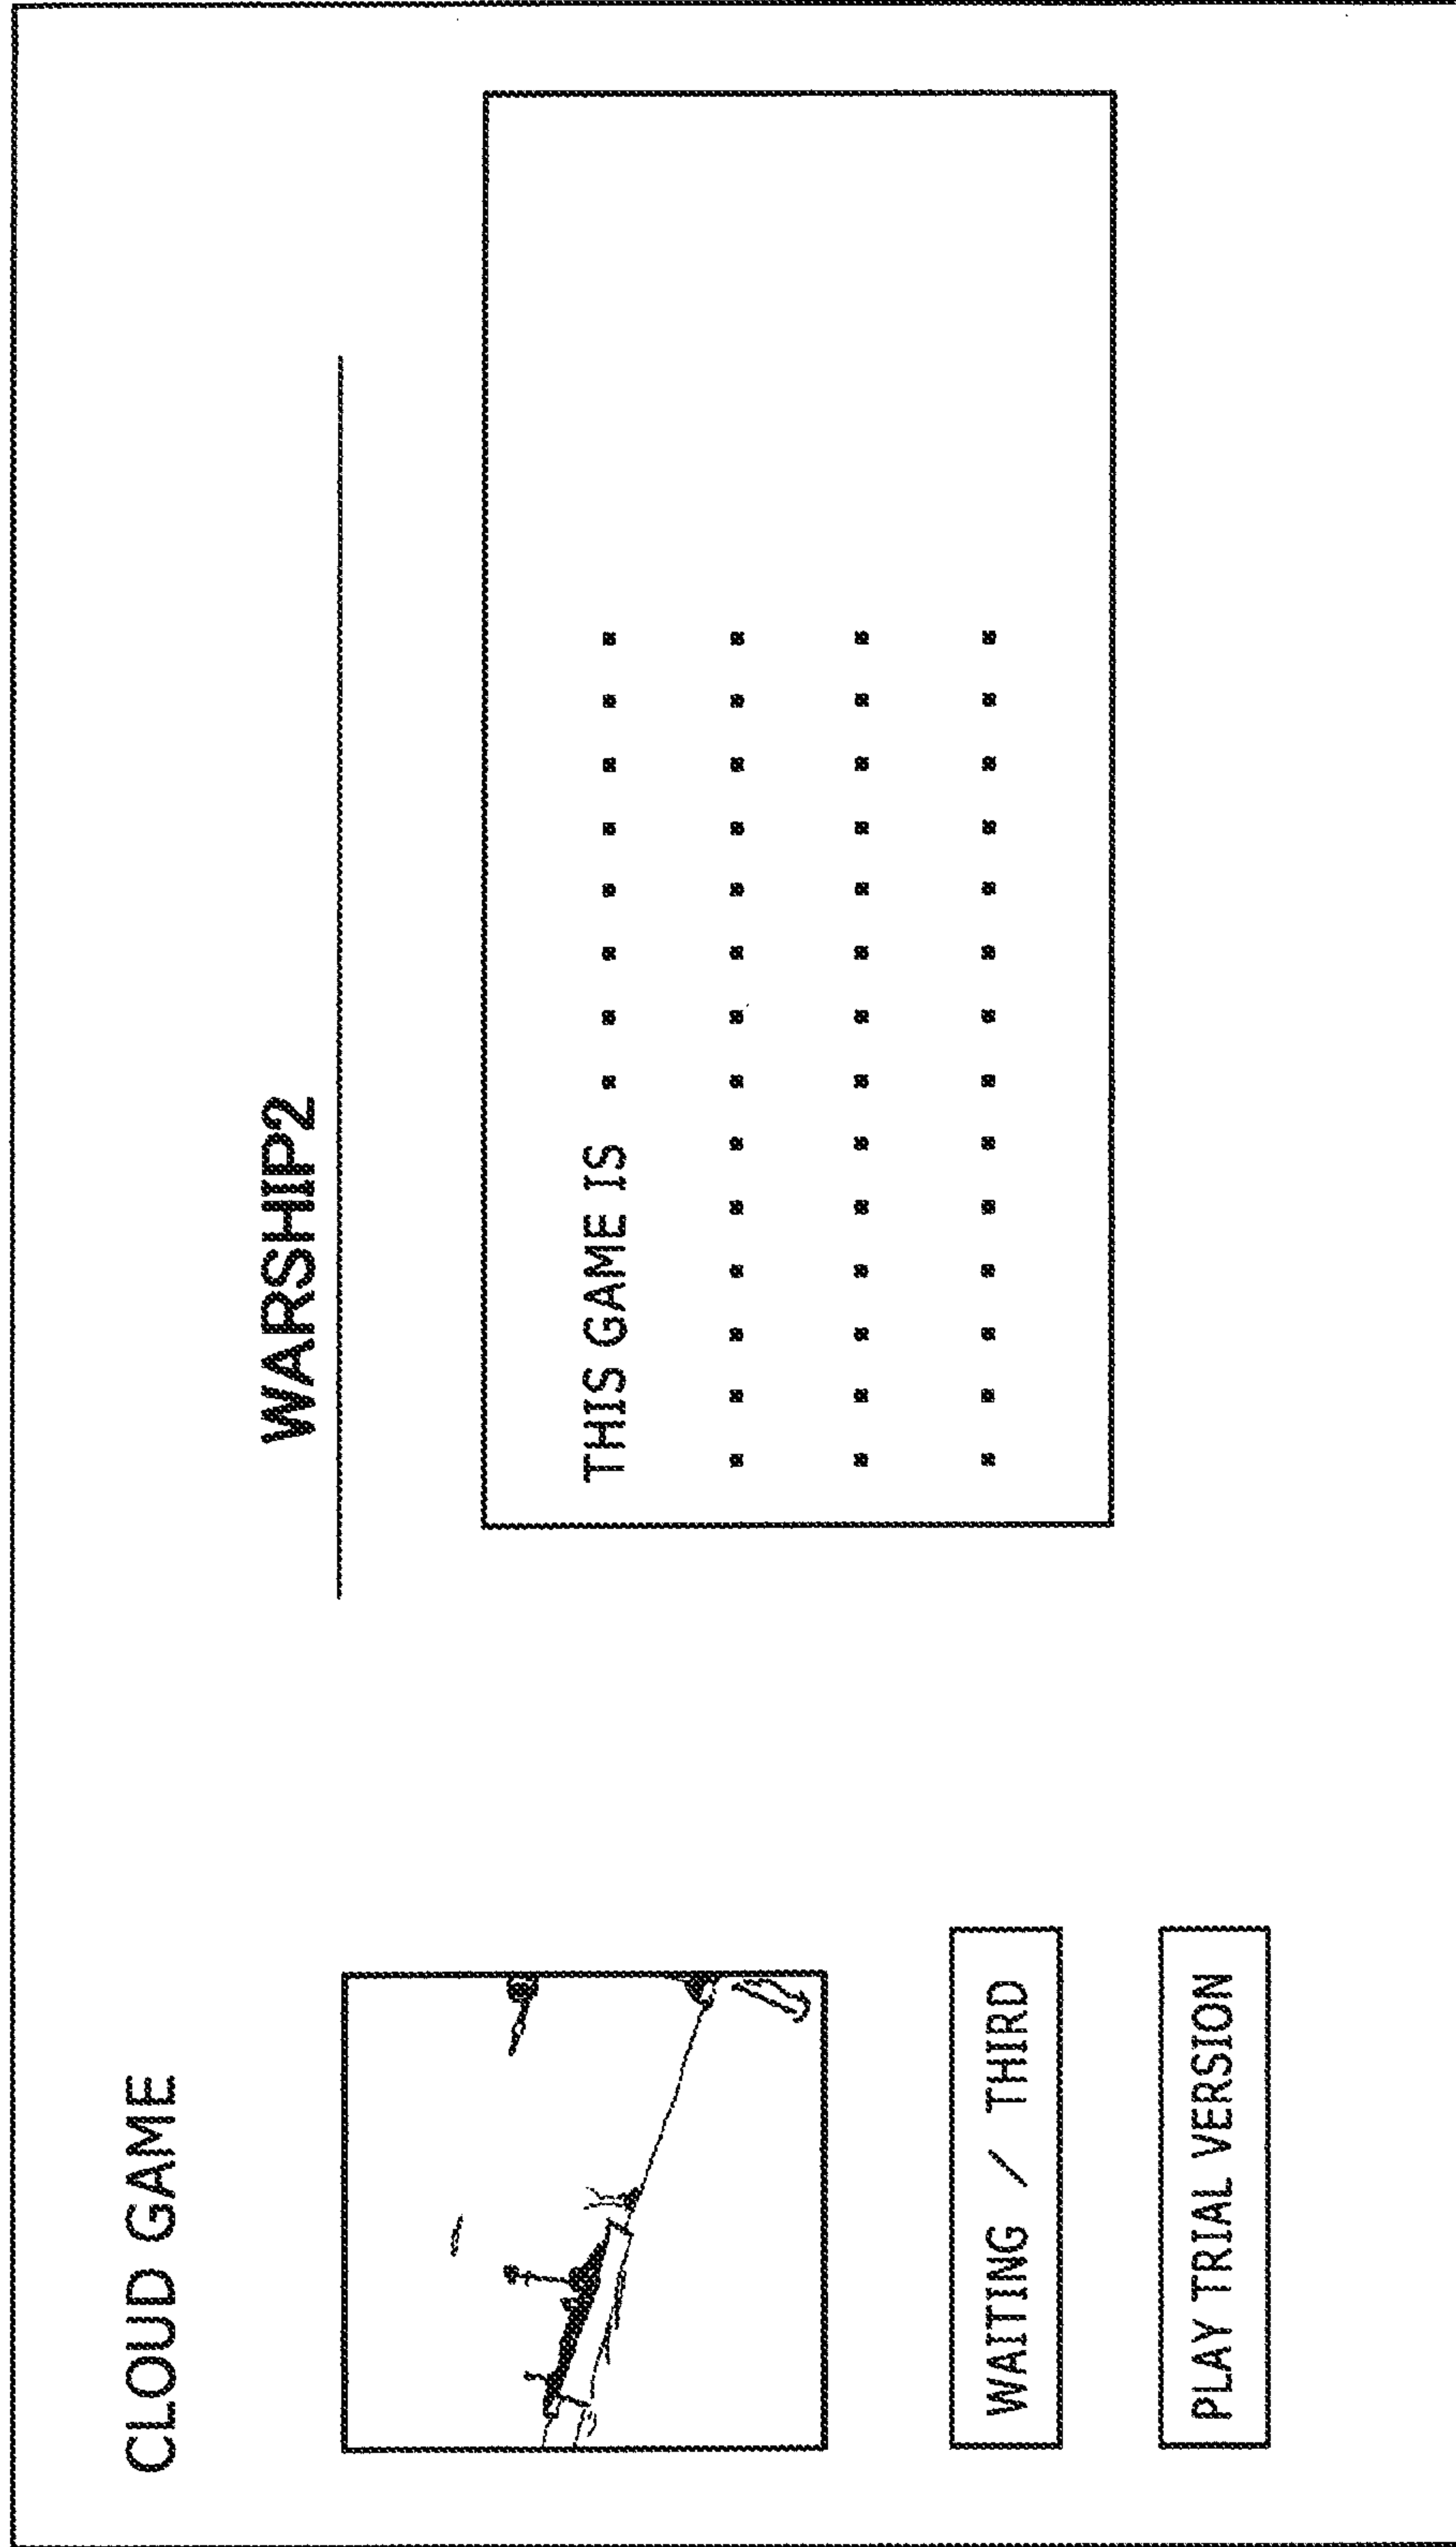 CLOUD GAME
WARSHIP2
THIS GAME IS . . . . . . . .
. . . . . . . . . . . . . .
. . . . . . . . . . . . . .
. . . . . . . . . . . . . .
WAITING / THIRD
PLAY TRIAL VERSION